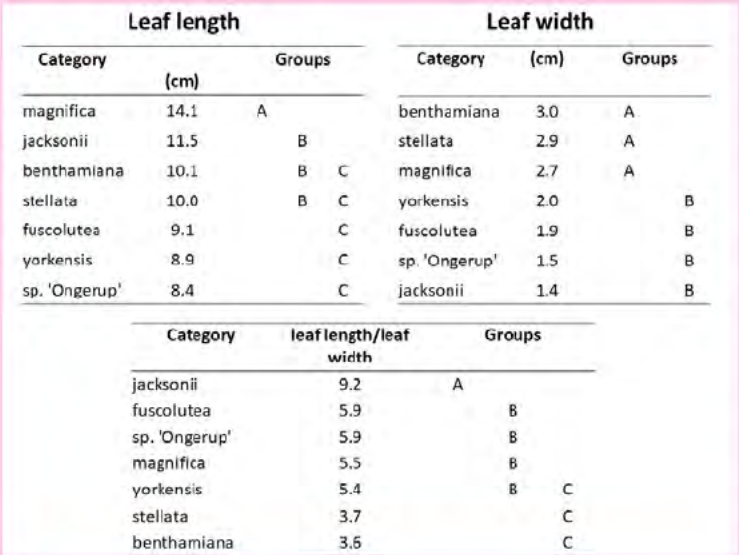 Leaf length
Category (cm) Groups
magnifica 14.1 A
jacksonii 11.5 B
benthamiana 10.1 B C
stellata 10.0 B C
fuscolutea 9.1 C
yorkensis 8.9 C
sp. 'Ongerup' 8.4 C
Leaf width
Category (cm) Groups
benthamiana 3.0 A
stellata 2.9 A
magnifica 2.7 A
yorkensis 2.0 B
fuscolutea 1.9 B
sp. 'Ongerup' 1.5 B
jacksonii 1.4 B
Category leaf length/leaf width Groups
jacksonii 9.2 A
fuscolutea 5.9 B
sp. 'Ongerup' 5.9 B
magnifica 5.5 B
yorkensis 5.4 B C
stellata 3.7 C
benthamiana 3.6 C